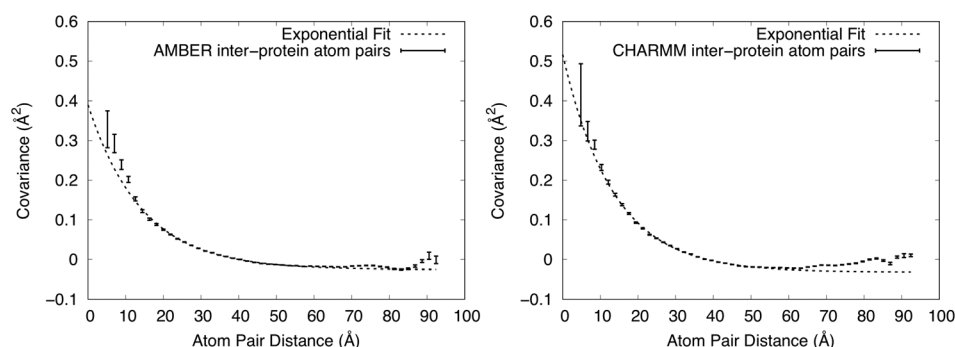 0.6
0.5
0.4
0.3
0.2
0.1
0
−0.1
Covariance (Å²)
Exponential Fit
AMBER inter−protein atom pairs
0 10 20 30 40 50 60 70 80 90 100
Atom Pair Distance (Å)
0.6
0.5
0.4
0.3
0.2
0.1
0
−0.1
Covariance (Å²)
Exponential Fit
CHARMM inter−protein atom pairs
0 10 20 30 40 50 60 70 80 90 100
Atom Pair Distance (Å)